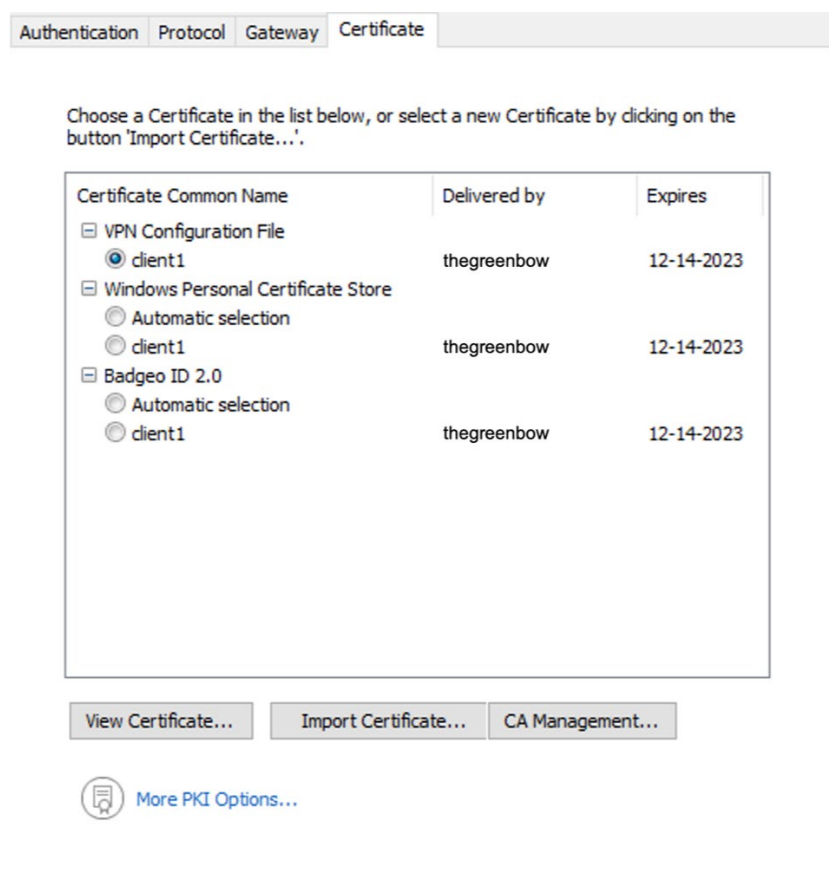 Authentication Protocol Gateway Certificate
Choose a Certificate in the list below, or select a new Certificate by clicking on the
button 'Import Certificate...'.
Certificate Common Name Delivered by Expires
VPN Configuration File
client1 thegreenbow 12-14-2023
Windows Personal Certificate Store
Automatic selection
client1 thegreenbow 12-14-2023
Badgeo ID 2.0
Automatic selection
client1 thegreenbow 12-14-2023
View Certificate... Import Certificate... CA Management...
More PKI Options...